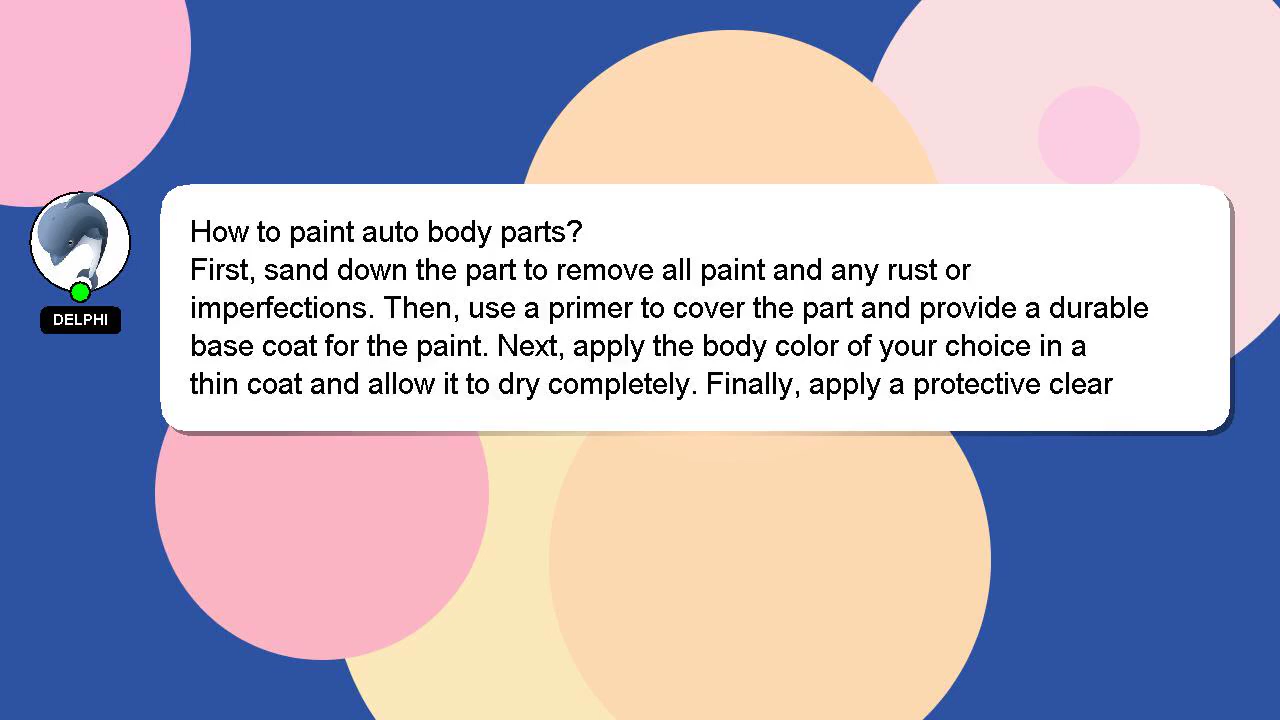 How to paint auto body parts?
First, sand down the part to remove all paint and any rust or
imperfections. Then, use a primer to cover the part and provide a durable
base coat for the paint. Next, apply the body color of your choice in a
thin coat and allow it to dry completely. Finally, apply a protective clear
DELPHI